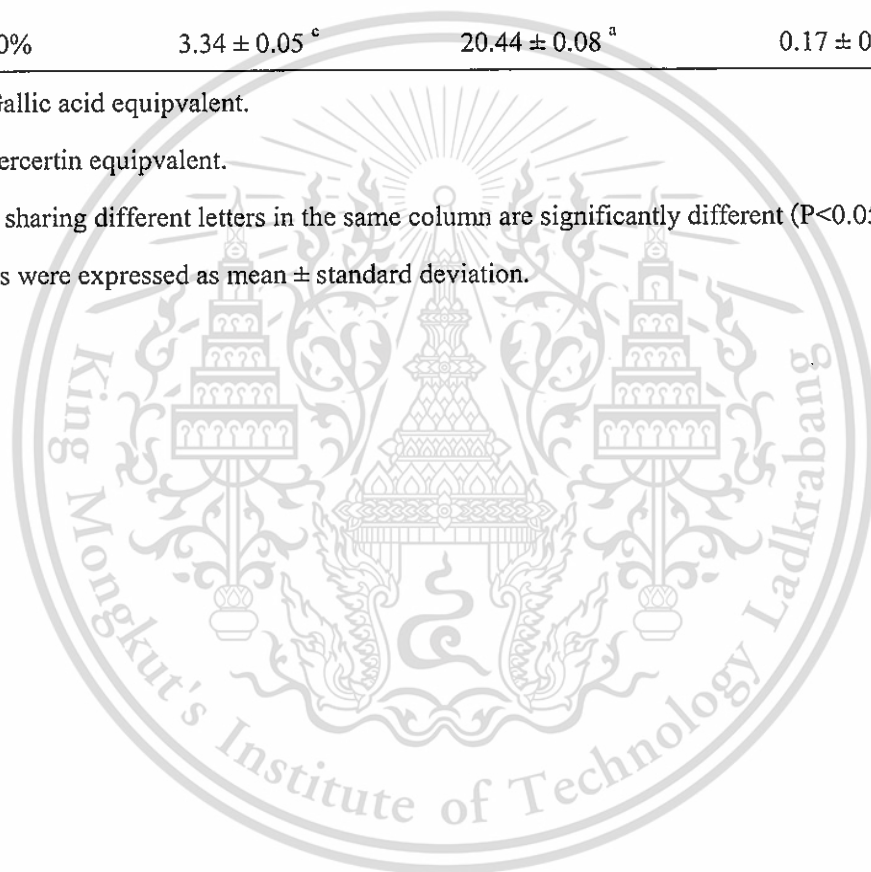 0% 3.34 ± 0.05 c 20.44 ± 0.08 a 0.17 ± 0
allic acid equipvalent.
ercertin equipvalent.
sharing different letters in the same column are significantly different (P<0.0
s were expressed as mean ± standard deviation.
King Mongkut's Institute of Technology Ladkrabang